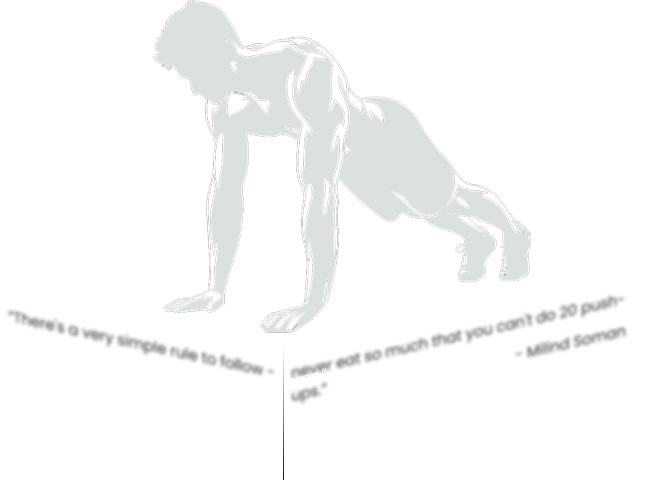 "There's a very simple rule to follow -
never eat so much that you can't do 20 push-
ups."
- Milind Soman